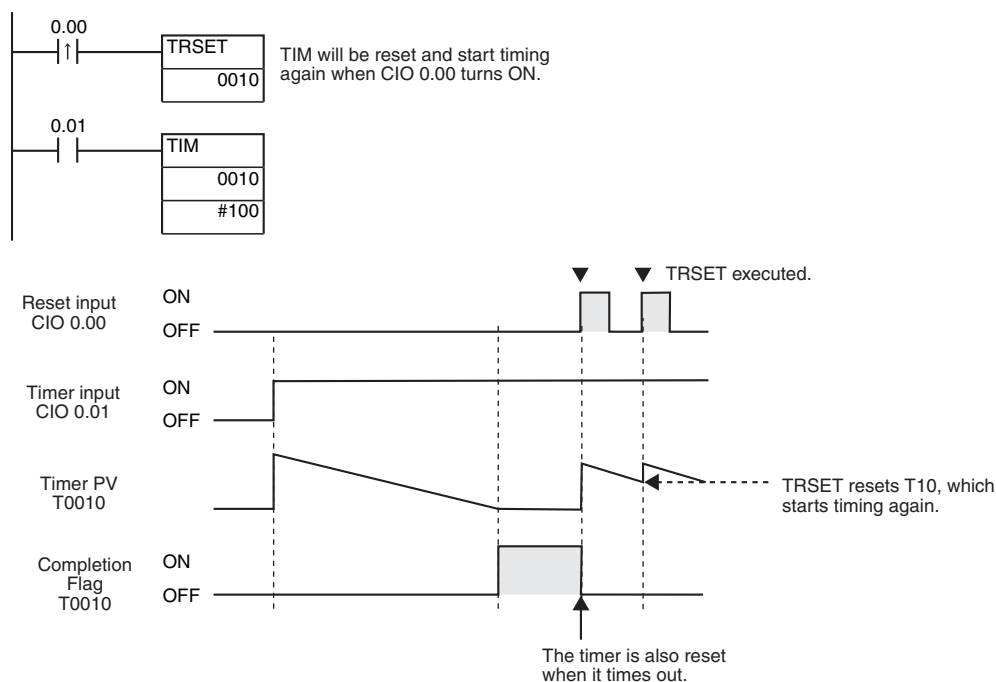 0.00
↑
TRSET
0010
TIM will be reset and start timing
again when CIO 0.00 turns ON.
0.01
TIM
0010
#100
TRSET executed.
Reset input
CIO 0.00
ON
OFF
Timer input
CIO 0.01
ON
OFF
Timer PV
T0010
TRSET resets T10, which
starts timing again.
Completion
Flag
T0010
ON
OFF
The timer is also reset
when it times out.